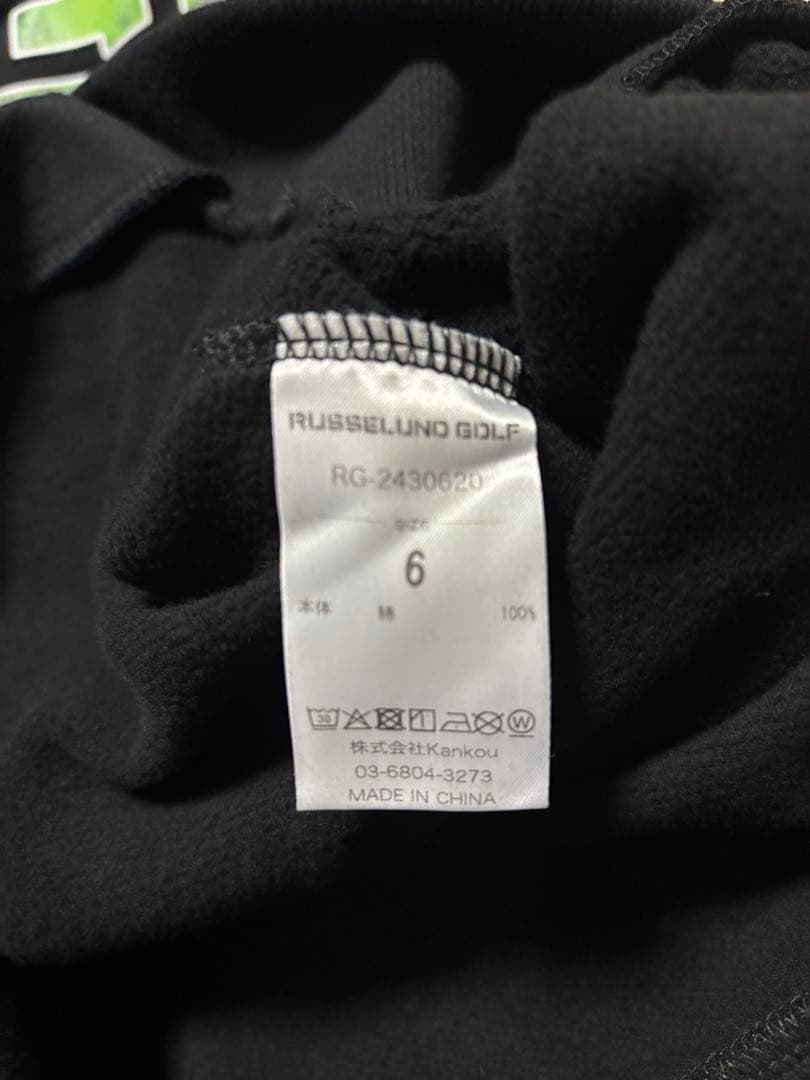 RUSSELUNO GOLF
RG-2430620
SIZE
6
本体 綿 100%
30 W
株式会社Kankou
03-6804-3273
MADE IN CHINA